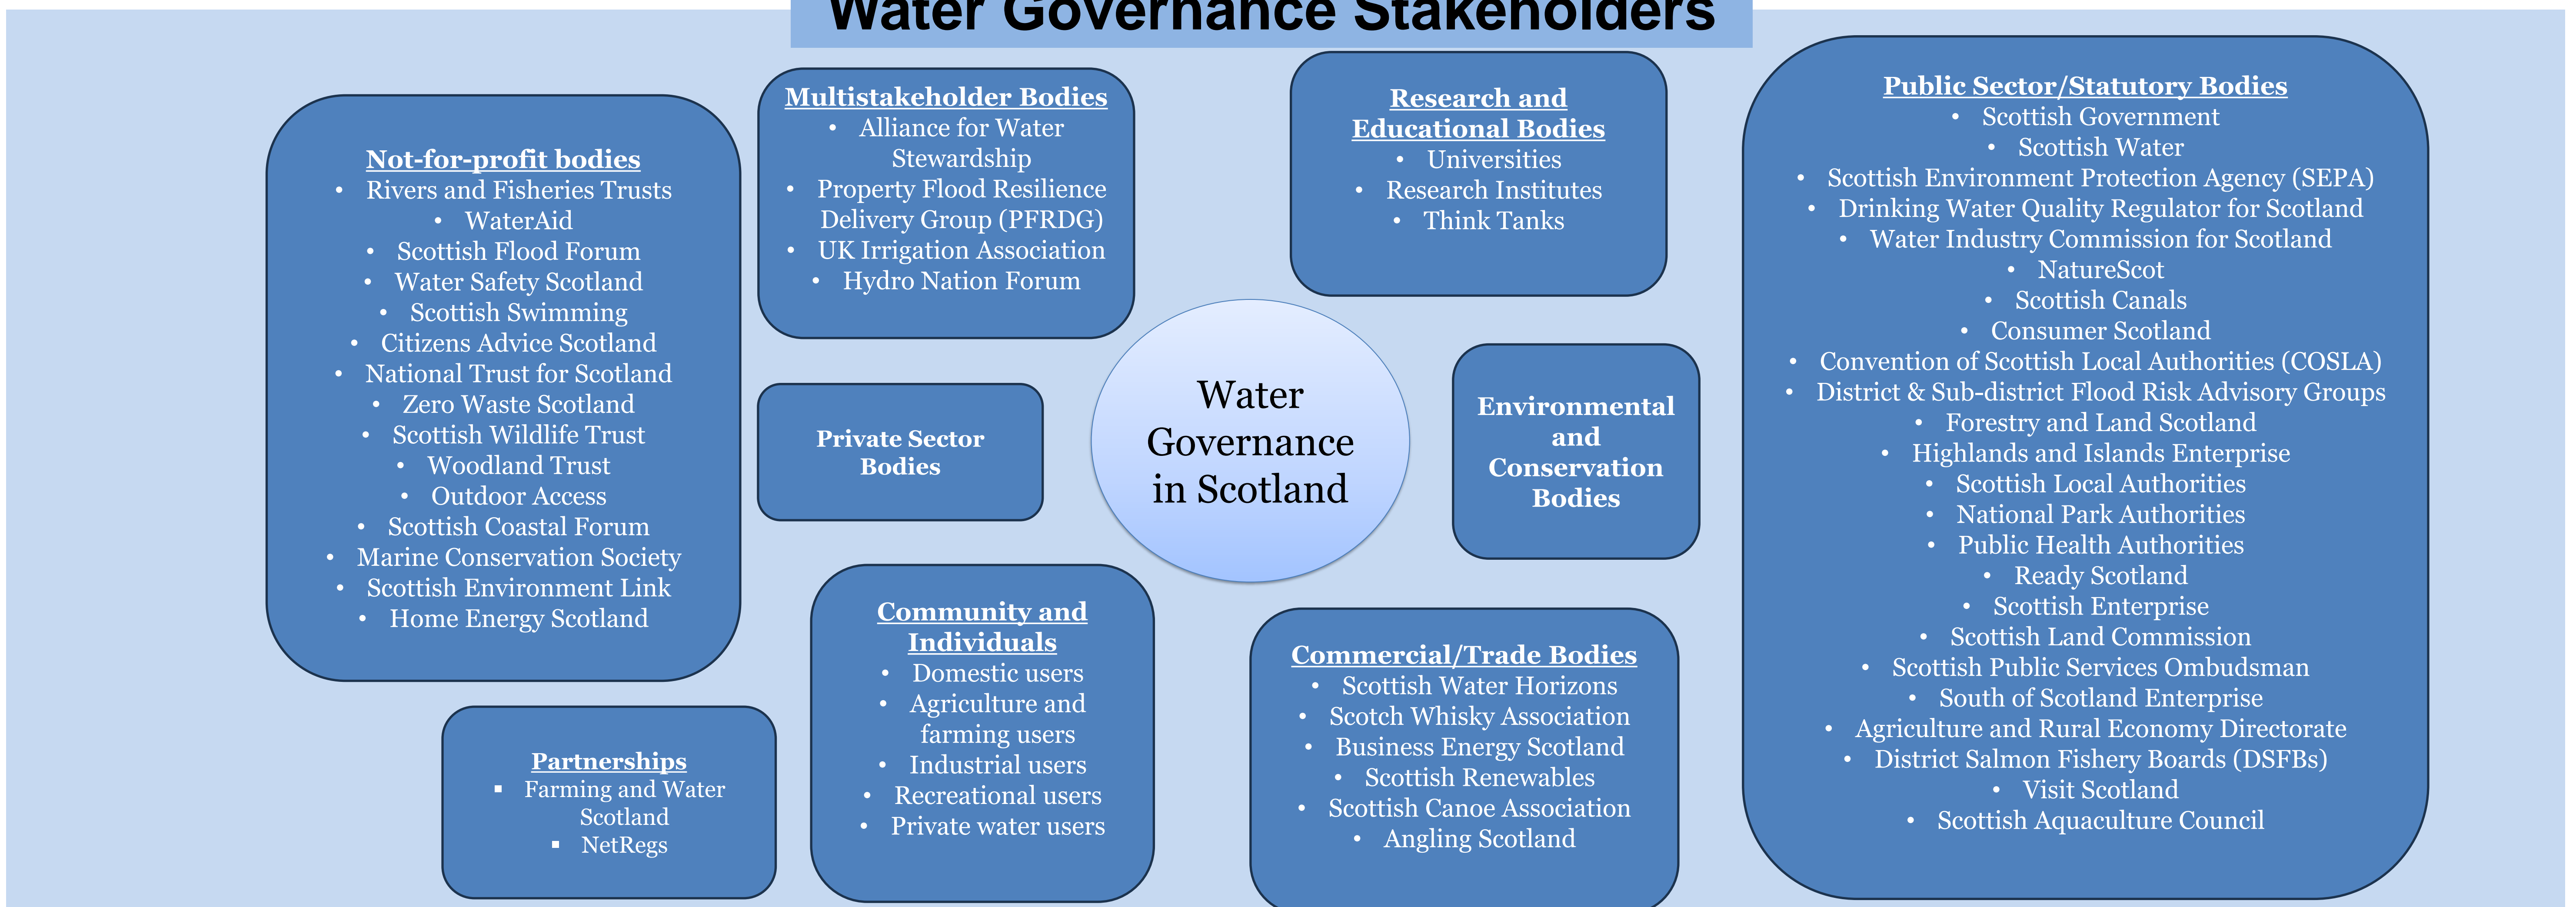 Water Governance Stakeholders
Not-for-profit bodies
• Rivers and Fisheries Trusts
• WaterAid
• Scottish Flood Forum
• Water Safety Scotland
• Scottish Swimming
• Citizens Advice Scotland
• National Trust for Scotland
• Zero Waste Scotland
• Scottish Wildlife Trust
• Woodland Trust
• Outdoor Access
• Scottish Coastal Forum
• Marine Conservation Society
• Scottish Environment Link
• Home Energy Scotland
Multistakeholder Bodies
• Alliance for Water
Stewardship
• Property Flood Resilience
Delivery Group (PFRDG)
• UK Irrigation Association
• Hydro Nation Forum
Research and
Educational Bodies
• Universities
• Research Institutes
• Think Tanks
Public Sector/Statutory Bodies
• Scottish Government
• Scottish Water
• Scottish Environment Protection Agency (SEPA)
• Drinking Water Quality Regulator for Scotland
• Water Industry Commission for Scotland
• NatureScot
• Scottish Canals
• Consumer Scotland
• Convention of Scottish Local Authorities (COSLA)
• District & Sub-district Flood Risk Advisory Groups
• Forestry and Land Scotland
• Highlands and Islands Enterprise
• Scottish Local Authorities
• National Park Authorities
• Public Health Authorities
• Ready Scotland
• Scottish Enterprise
• Scottish Land Commission
• Scottish Public Services Ombudsman
• South of Scotland Enterprise
• Agriculture and Rural Economy Directorate
• District Salmon Fishery Boards (DSFBs)
• Visit Scotland
• Scottish Aquaculture Council
Private Sector
Bodies
Water
Governance
in Scotland
Environmental
and
Conservation
Bodies
Partnerships
▪ Farming and Water
Scotland
▪ NetRegs
Community and
Individuals
• Domestic users
• Agriculture and
farming users
• Industrial users
• Recreational users
• Private water users
Commercial/Trade Bodies
• Scottish Water Horizons
• Scotch Whisky Association
• Business Energy Scotland
• Scottish Renewables
• Scottish Canoe Association
• Angling Scotland